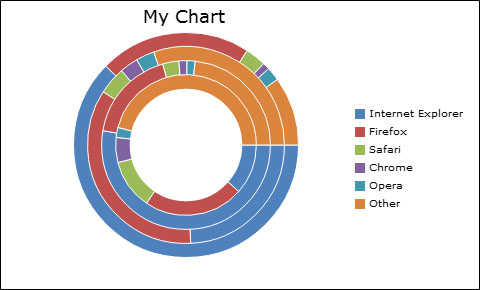 My Chart
Internet Explorer
Firefox
Safari
Chrome
Opera
Other